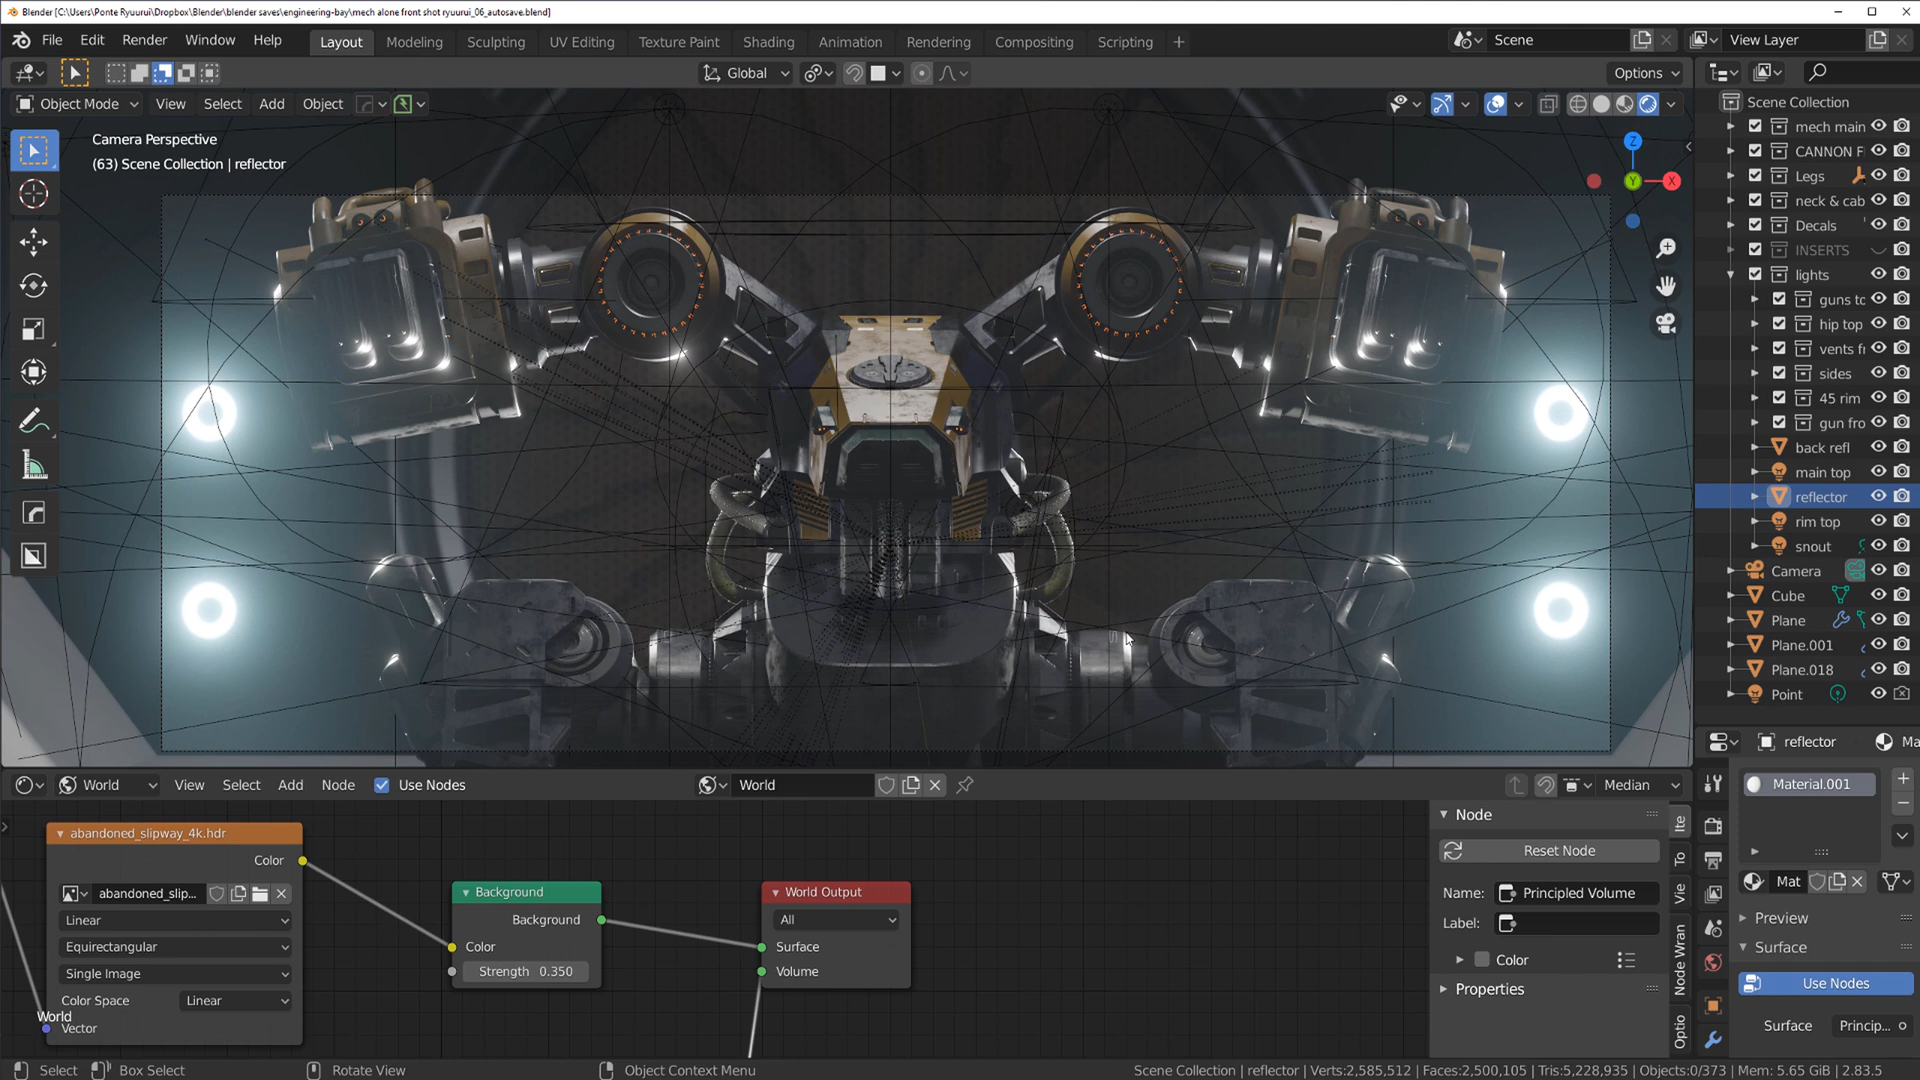 Blender [C:\Users\Ponte Ryuurui\Dropbox\Blender\blender saves\engineering-bay\mech alone front shot ryuurui_06_autosave.blend]
File Edit Render Window Help
Layout Modeling Sculpting UV Editing Texture Paint Shading Animation Rendering Compositing Scripting +
Scene
View Layer
Global
Options
Object Mode View Select Add Object
Camera Perspective
(63) Scene Collection | reflector
Z
Y
X
Scene Collection
mech main
CANNON F
Legs
neck & cab
Decals
INSERTS
lights
guns to
hip top
vents fr
sides
45 rim
gun fro
back refl
main top
reflector
rim top
snout
Camera
Cube
Plane
Plane.001
Plane.018
Point
reflector Ma
Material.001
Mat
Preview
Surface
Use Nodes
Surface Princip...
World View Select Add Node Use Nodes
World
Median
abandoned_slipway_4k.hdr
Color
abandoned_slip...
Linear
Equirectangular
Single Image
Color Space Linear
World
Vector
Background
Background
Color
Strength 0.350
World Output
All
Surface
Volume
Node
Reset Node
Name: Principled Volume
Label:
Color
Properties
Ite
To
Vie
Node Wran
Optio
Select Box Select Rotate View Object Context Menu
Scene Collection | reflector | Verts:2,585,512 | Faces:2,500,105 | Tris:5,228,935 | Objects:0/373 | Mem: 5.65 GiB | 2.83.5